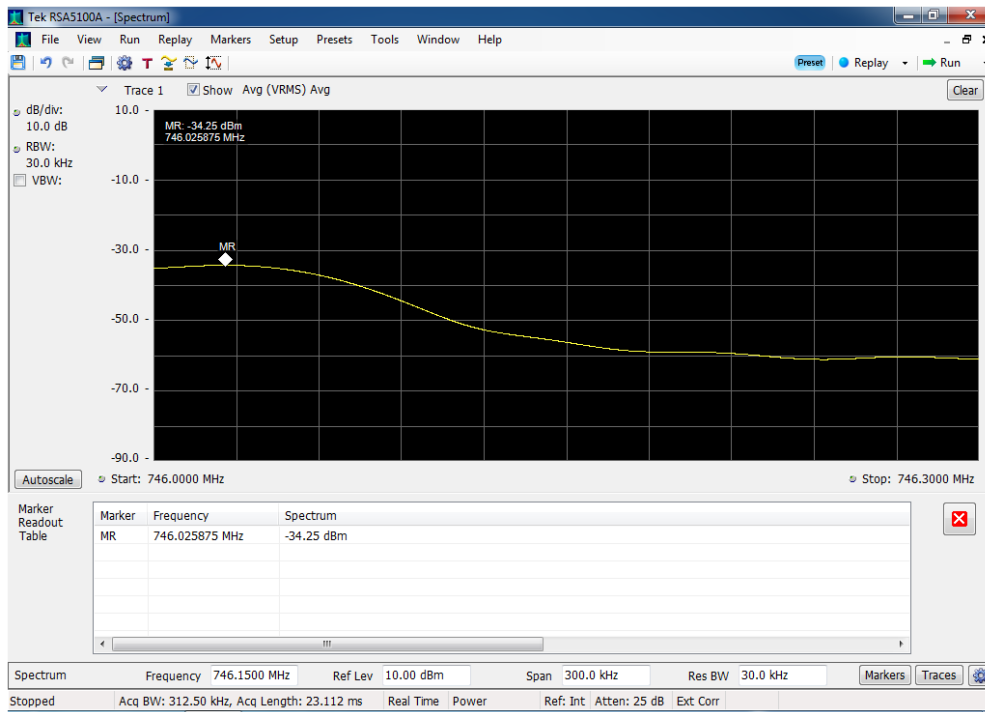 Tek RSA5100A - [Spectrum]
File View Run Replay Markers Setup Presets Tools Window Help
T Preset Replay Run
Trace 1 Show Avg (VRMS) Avg Clear
dB/div:
10.0 dB
RBW:
30.0 kHz
VBW:
10.0 -
-10.0 -
-30.0 -
-50.0 -
-70.0 -
-90.0 -
MR: -34.25 dBm
746.025875 MHz
MR
Autoscale Start: 746.0000 MHz Stop: 746.3000 MHz
Marker
Readout
Table
Marker Frequency Spectrum
MR 746.025875 MHz -34.25 dBm
Spectrum Frequency 746.1500 MHz Ref Lev 10.00 dBm Span 300.0 kHz Res BW 30.0 kHz Markers Traces
Stopped Acq BW: 312.50 kHz, Acq Length: 23.112 ms Real Time Power Ref: Int Atten: 25 dB Ext Corr